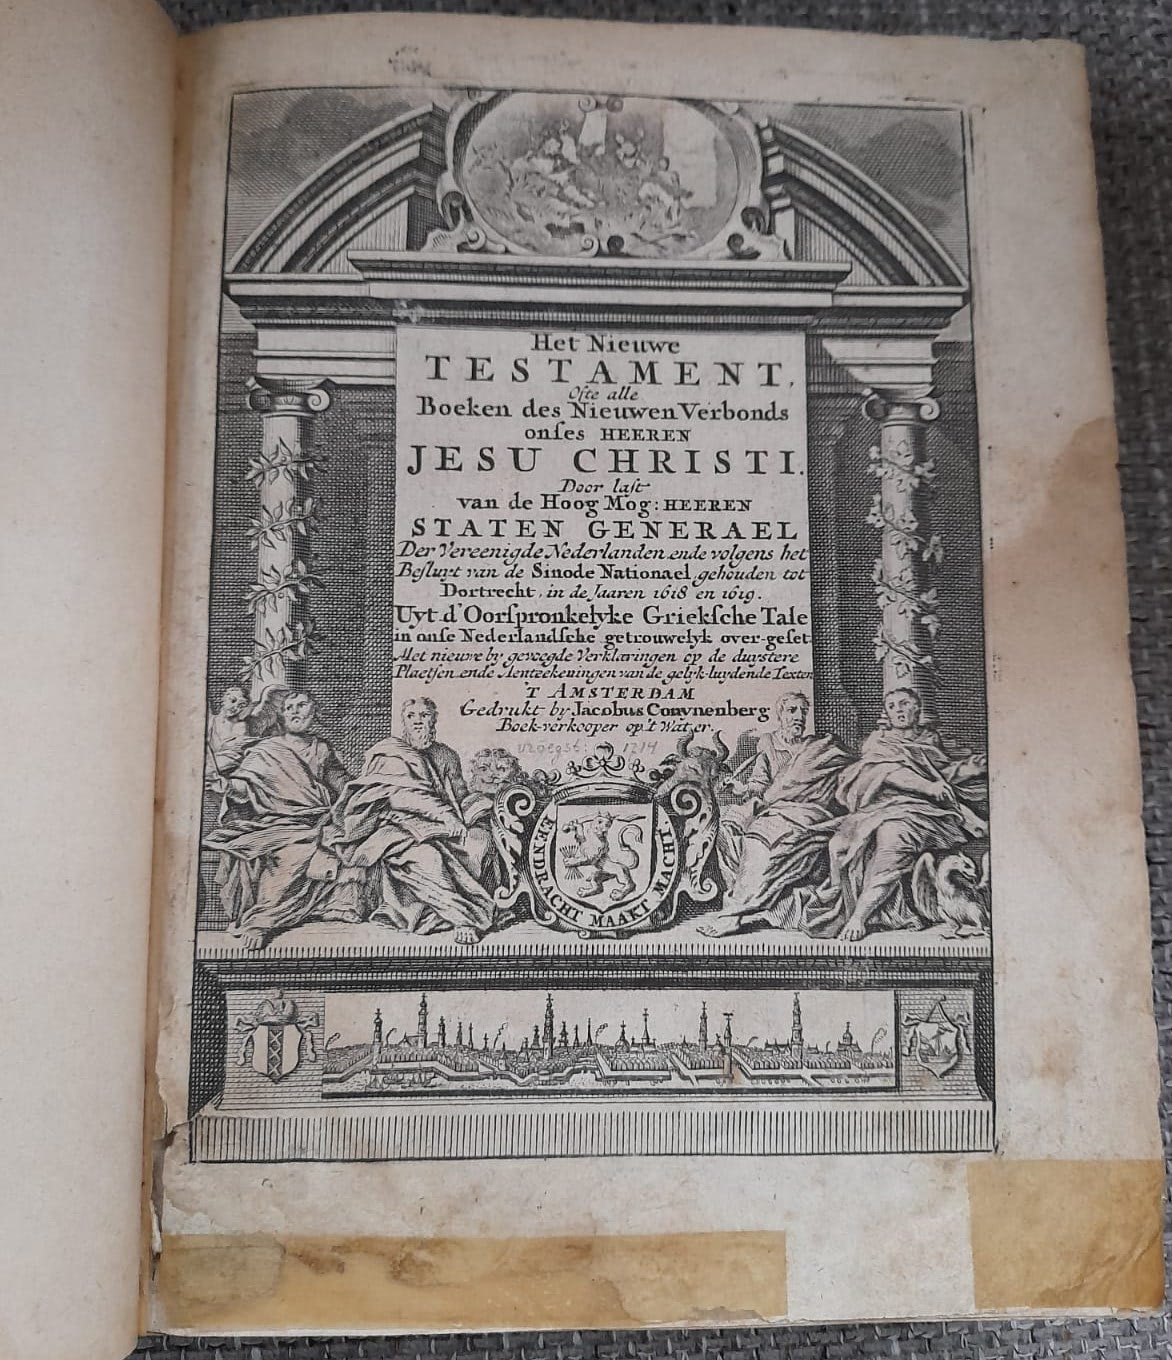 Het Nieuwe
TESTAMENT,
Ofte alle
Boeken des Nieuwen Verbonds
onſes HEEREN
JESU CHRISTI.
Door laſt
van de Hoog Mog: HEEREN
STATEN GENERAEL
Der Vereenigde Nederlanden ende volgens het
Besluyt van de Sinode Nationael gehouden tot
Dortrecht, in de Jaaren 1618 en 1619.
Uyt d'Oorſpronkelyke Griekſche Tale
in onſe Nederlandſche getrouwelyk over-geſet.
Met nieuwe by gevoegde Verklaringen op de duystere
Plaetſen ende Aenteekeningen van de gelyk-luydende Texten
'T AMSTERDAM
Gedrukt by Jacobus Conynenberg
Boek-verkooper op 't Water.
1714
EENDRACHT MAAKT MACHT